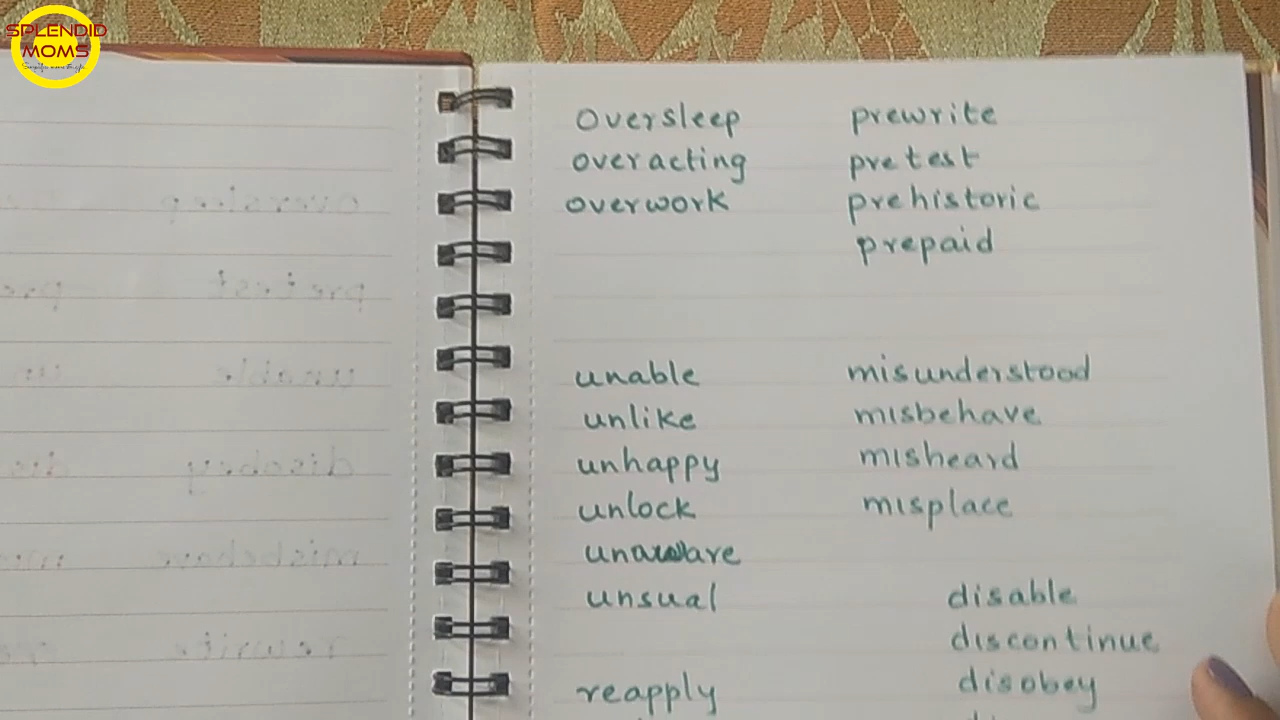 SPLENDID
MOMS
oversleep prewrite
overacting pretest
overwork prehistoric
prepaid
unable misunderstood
unlike misbehave
unhappy misheard
unlock misplace
unaware
unsual disable
discontinue
reapply disobey